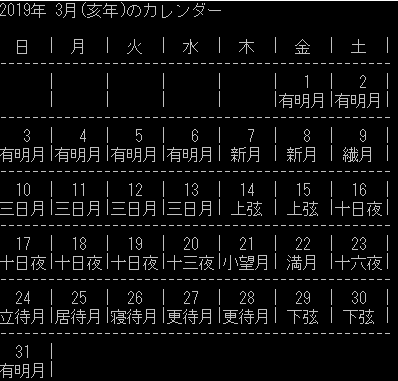 2019年 3月(亥年)のカレンダー
日 | 月 | 火 | 水 | 木 | 金 | 土 |
| | | | | 1 | 2 |
| | | | | 有明月 | 有明月 |
3 | 4 | 5 | 6 | 7 | 8 | 9 |
有明月 | 有明月 | 有明月 | 有明月 | 新月 | 新月 | 繊月 |
10 | 11 | 12 | 13 | 14 | 15 | 16 |
三日月 | 三日月 | 三日月 | 三日月 | 上弦 | 上弦 | 十日夜 |
17 | 18 | 19 | 20 | 21 | 22 | 23 |
十日夜 | 十日夜 | 十日夜 | 十三夜 | 小望月 | 満月 | 十六夜 |
24 | 25 | 26 | 27 | 28 | 29 | 30 |
立待月 | 居待月 | 寝待月 | 更待月 | 更待月 | 下弦 | 下弦 |
31 |
有明月 |